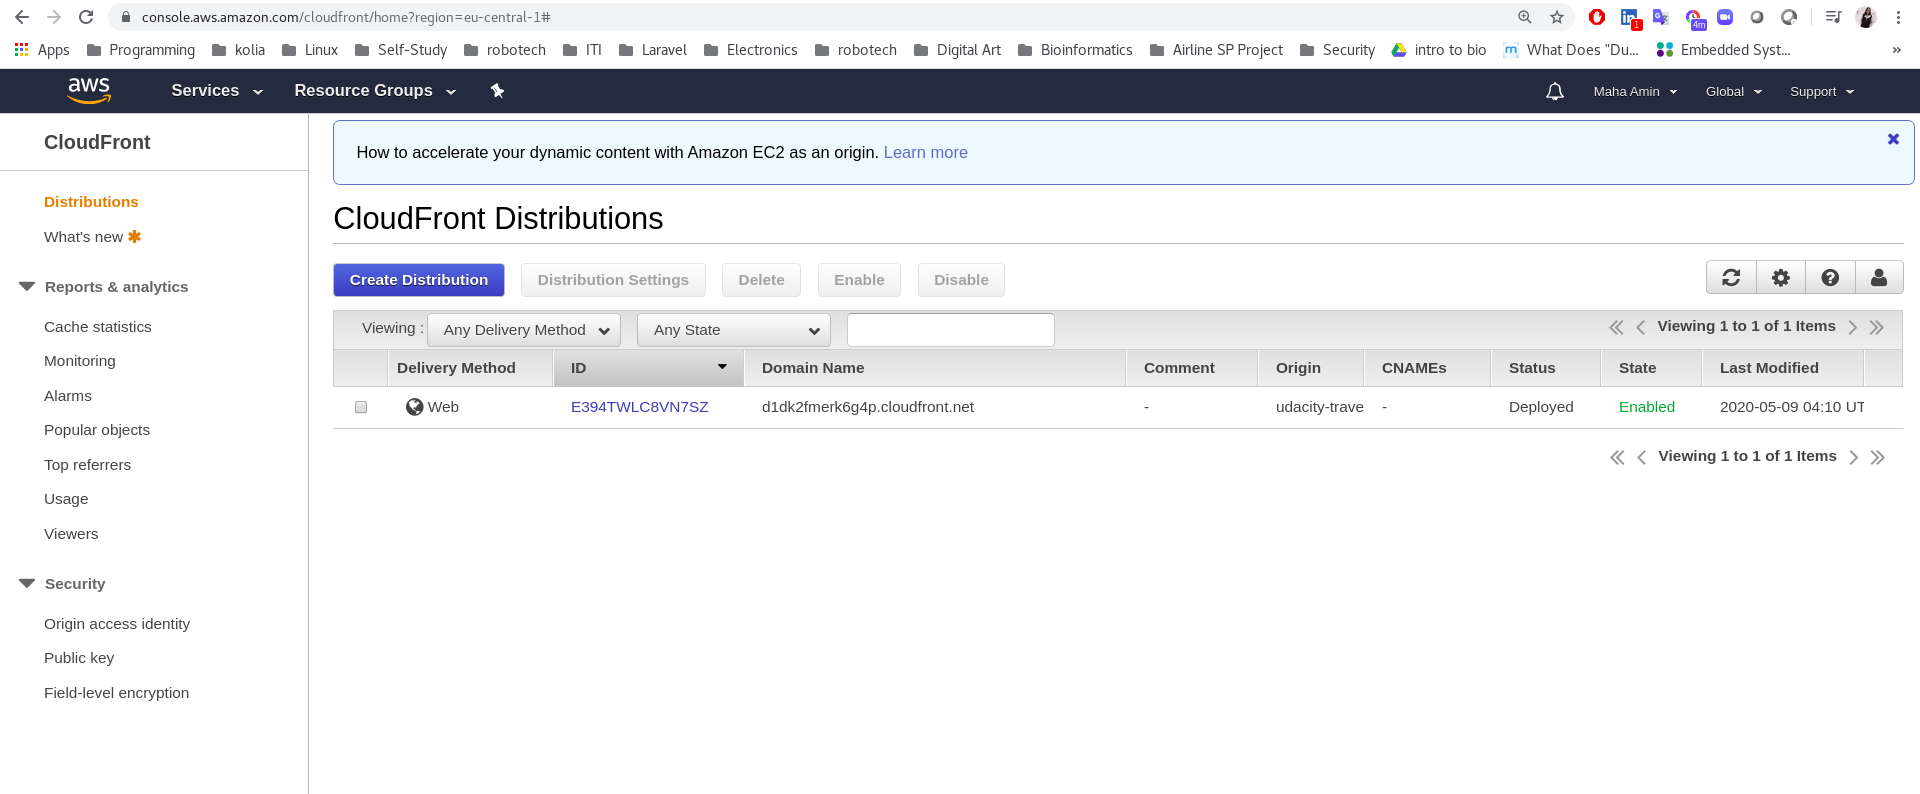 console.aws.amazon.com/cloudfront/home?region=eu-central-1#
1
4m
Apps Programming kolia Linux Self-Study robotech ITI Laravel Electronics robotech Digital Art Bioinformatics Airline SP Project Security intro to bio What Does "Du... Embedded Syst... »
aws Services Resource Groups Maha Amin Global Support
CloudFront
Distributions
What's new
Reports & analytics
Cache statistics
Monitoring
Alarms
Popular objects
Top referrers
Usage
Viewers
Security
Origin access identity
Public key
Field-level encryption
How to accelerate your dynamic content with Amazon EC2 as an origin. Learn more
CloudFront Distributions
Create Distribution Distribution Settings Delete Enable Disable
Viewing : Any Delivery Method Any State Viewing 1 to 1 of 1 Items
Delivery Method ID Domain Name Comment Origin CNAMEs Status State Last Modified
Web E394TWLC8VN7SZ d1dk2fmerk6g4p.cloudfront.net - udacity-trave - Deployed Enabled 2020-05-09 04:10 UT
Viewing 1 to 1 of 1 Items